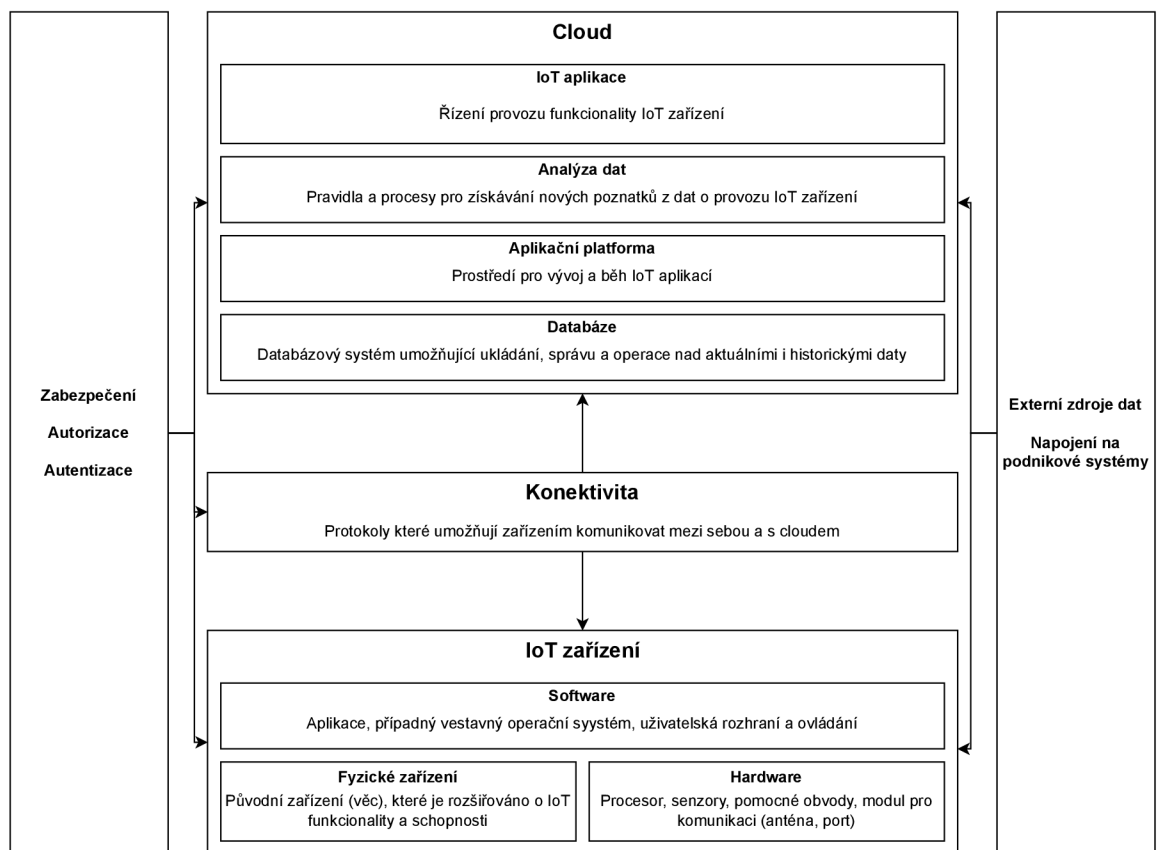 Cloud
IoT aplikace
Řízení provozu funkcionality IoT zařízení
Analýza dat
Pravidla a procesy pro získávání nových poznatků z dat o provozu IoT zařízení
Aplikační platforma
Prostředí pro vývoj a běh IoT aplikací
Databáze
Databázový systém umožňující ukládání, správu a operace nad aktuálními i historickými daty
Zabezpečení
Autorizace
Autentizace
Externí zdroje dat
Napojení na
podnikové systémy
Konektivita
Protokoly které umožňují zařízením komunikovat mezi sebou a s cloudem
IoT zařízení
Software
Aplikace, případný vestavný operační syystém, uživatelská rozhraní a ovládání
Fyzické zařízení
Původní zařízení (věc), které je rozšiřováno o IoT
funkcionality a schopnosti
Hardware
Procesor, senzory, pomocné obvody, modul pro
komunikaci (anténa, port)